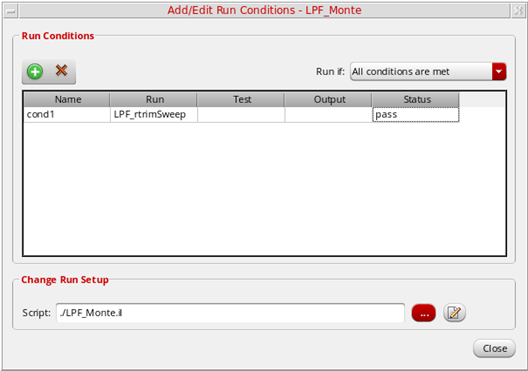 Add/Edit Run Conditions - LPF_Monte
Run Conditions
Run if: All conditions are met
Name Run Test Output Status
cond1 LPF_rtrimSweep pass
Change Run Setup
Script: ./LPF_Monte.il ...
Close